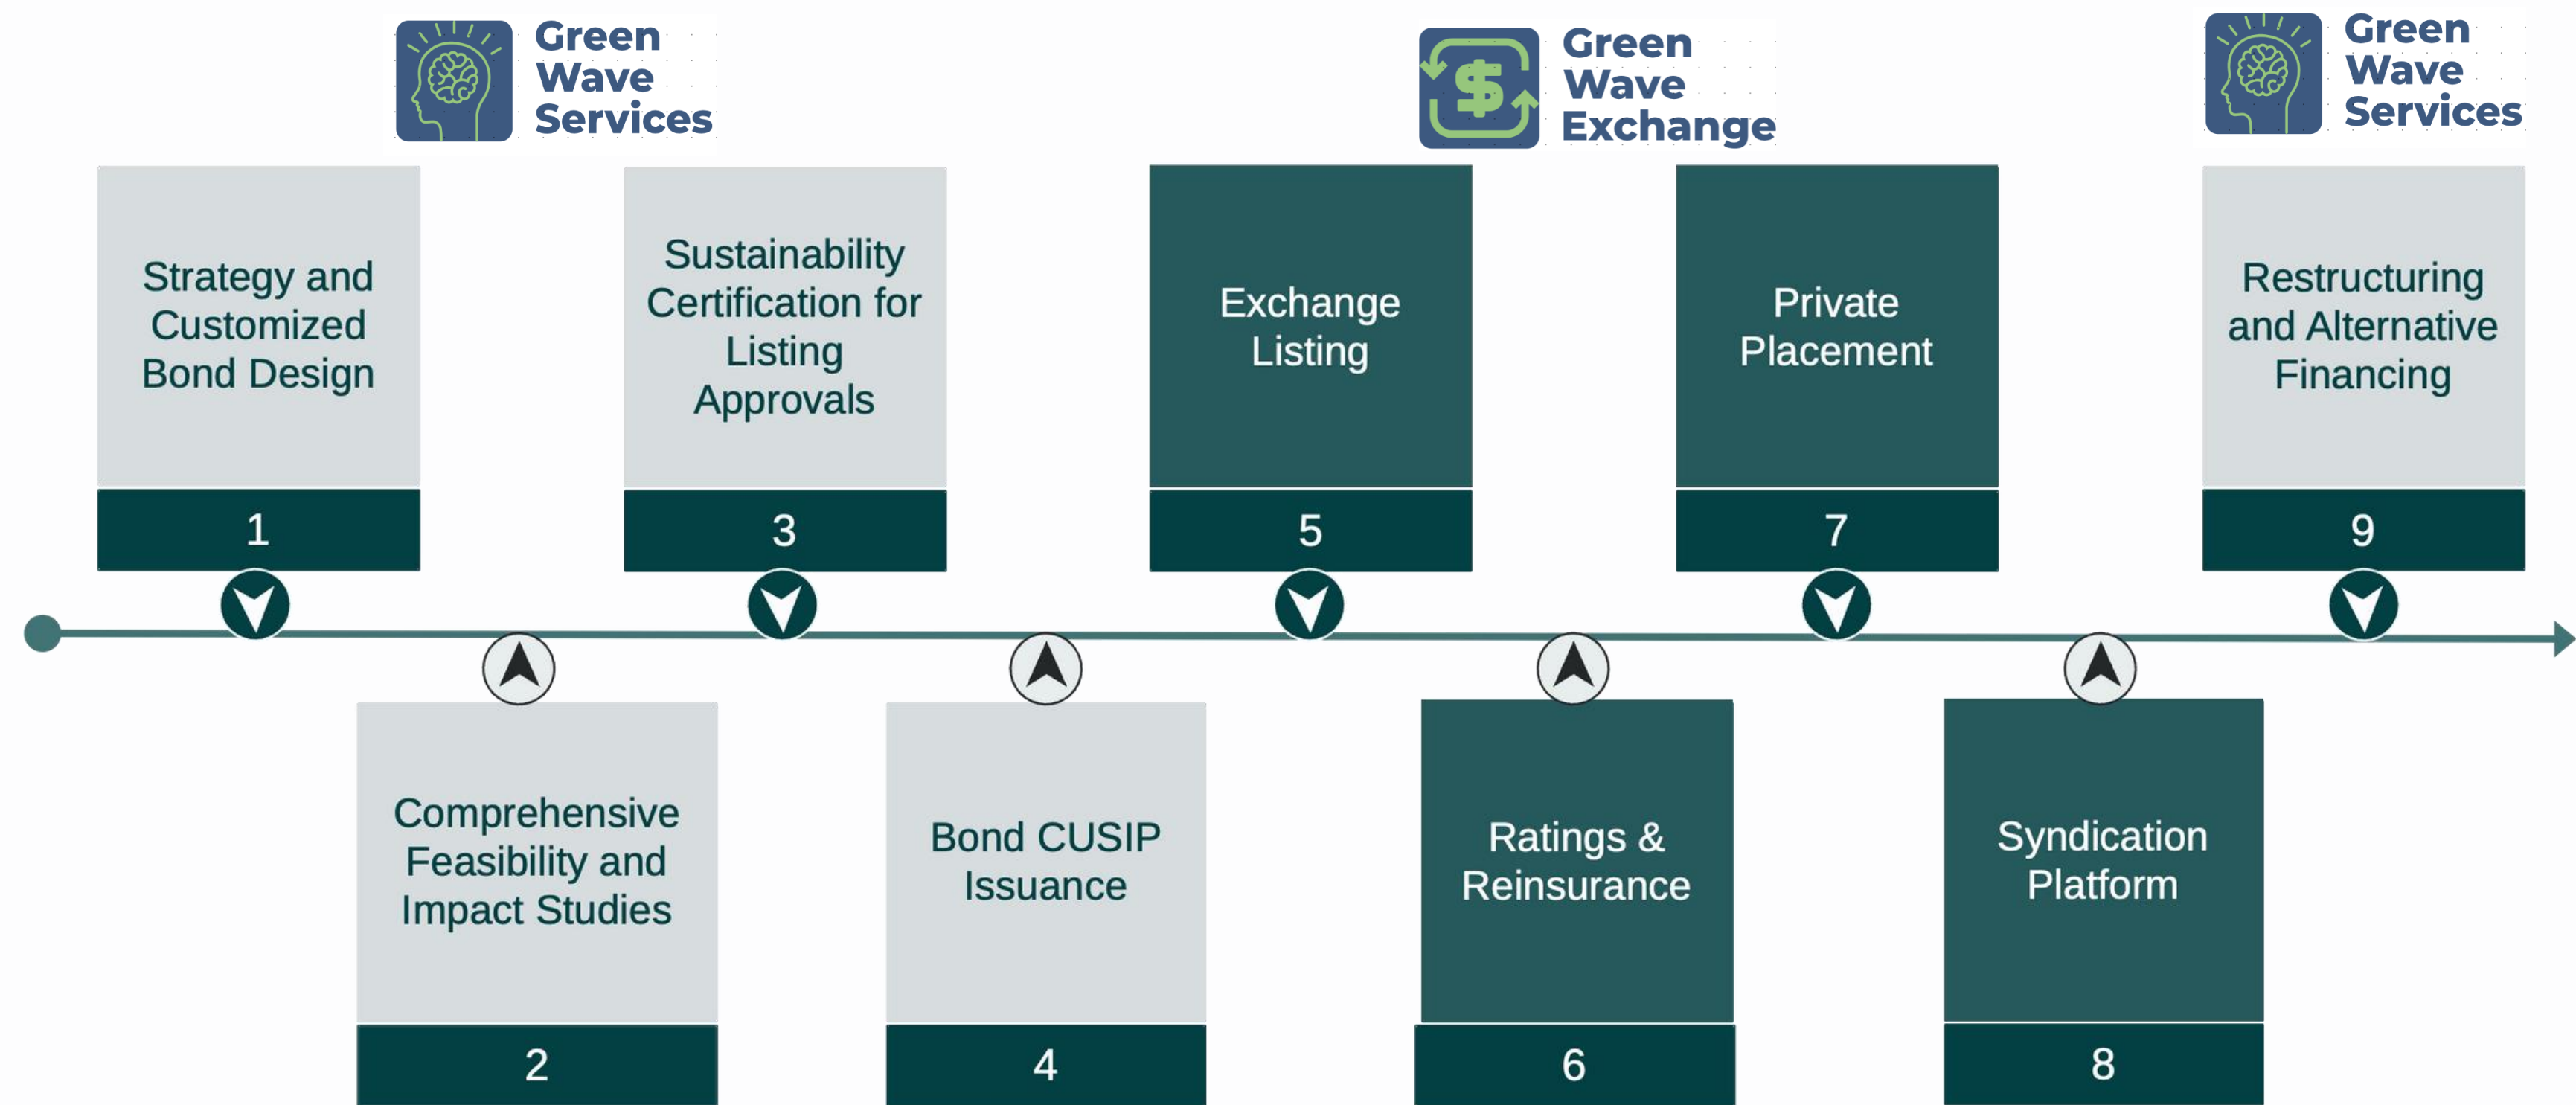 Green
Wave
Services
Green
Wave
Exchange
Green
Wave
Services
Strategy and
Customized
Bond Design
1
Comprehensive
Feasibility and
Impact Studies
2
Sustainability
Certification for
Listing
Approvals
3
Bond CUSIP
Issuance
4
Exchange
Listing
5
Ratings &
Reinsurance
6
Private
Placement
7
Syndication
Platform
8
Restructuring
and Alternative
Financing
9